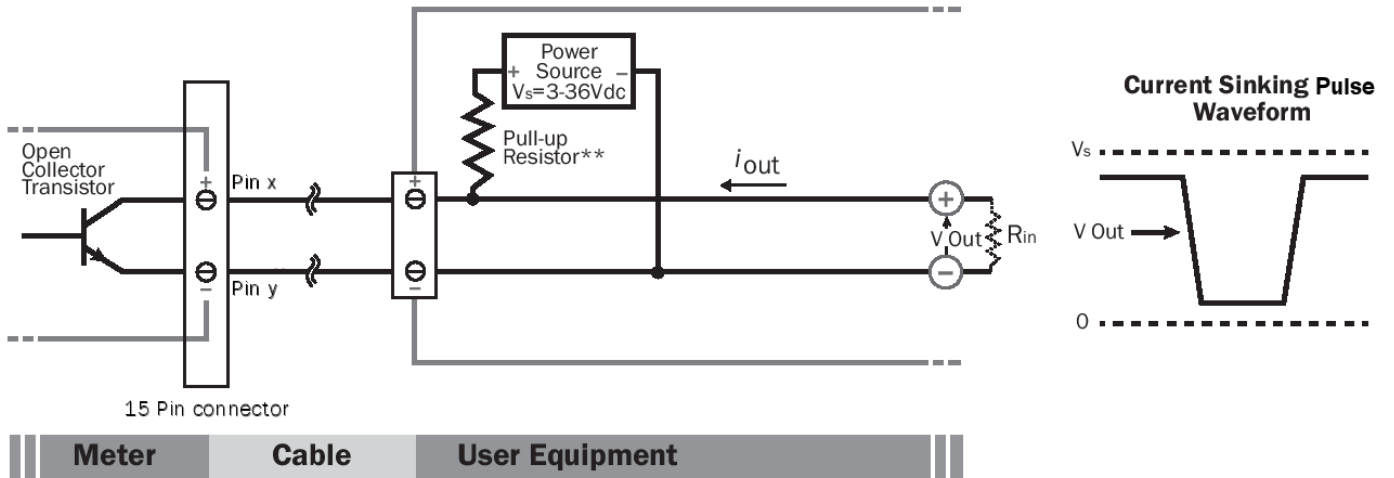 Power
+ Source −
Vs=3-36Vdc
Pull-up
Resistor**
Open
Collector
Transistor
+
Pin x
−
Pin y
+
−
i out
+
V Out
−
Rin
15 Pin connector
Meter
Cable
User Equipment
Current Sinking Pulse
Waveform
Vs
V Out
0